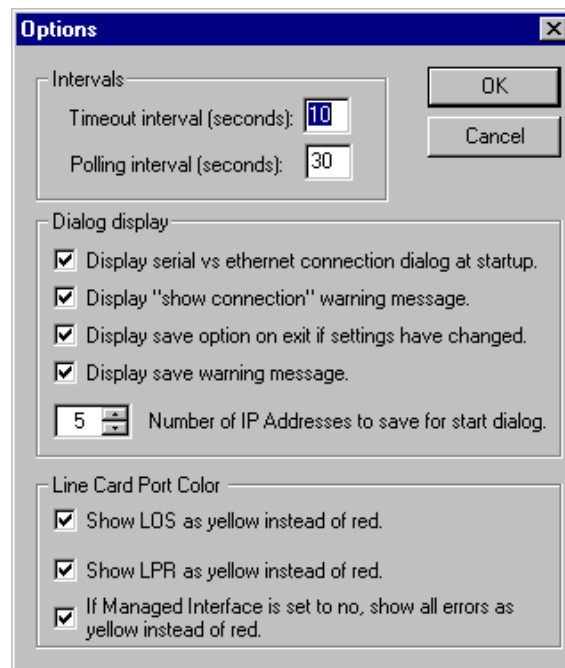 Options
Intervals
Timeout interval (seconds): 10
Polling interval (seconds): 30
OK
Cancel
Dialog display
Display serial vs ethernet connection dialog at startup.
Display "show connection" warning message.
Display save option on exit if settings have changed.
Display save warning message.
5 Number of IP Addresses to save for start dialog.
Line Card Port Color
Show LOS as yellow instead of red.
Show LPR as yellow instead of red.
If Managed Interface is set to no, show all errors as
yellow instead of red.